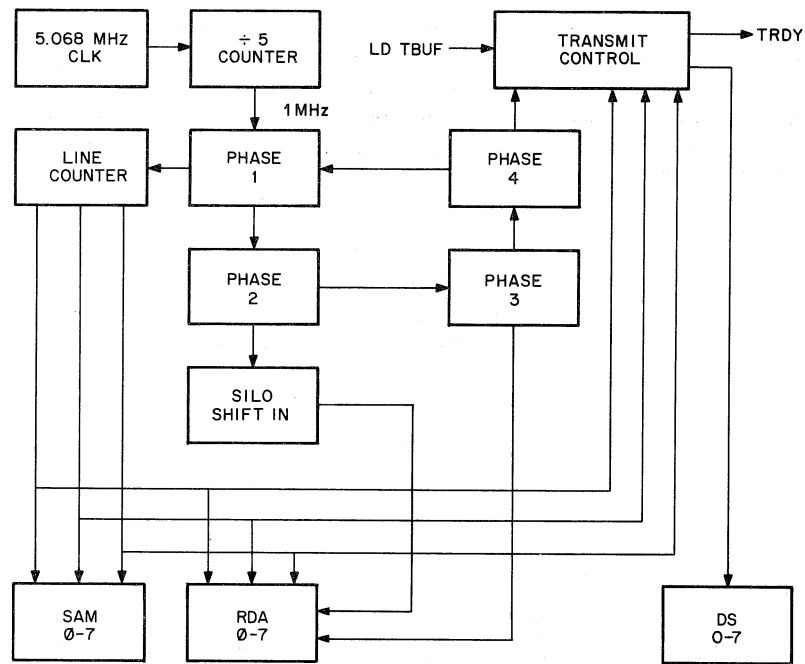 5.068 MHz
CLK
÷ 5
COUNTER
LD TBUF
TRANSMIT
CONTROL
TRDY
1 MHz
LINE
COUNTER
PHASE
1
PHASE
4
PHASE
2
PHASE
3
SILO
SHIFT IN
SAM
Ø-7
RDA
Ø-7
DS
O-7